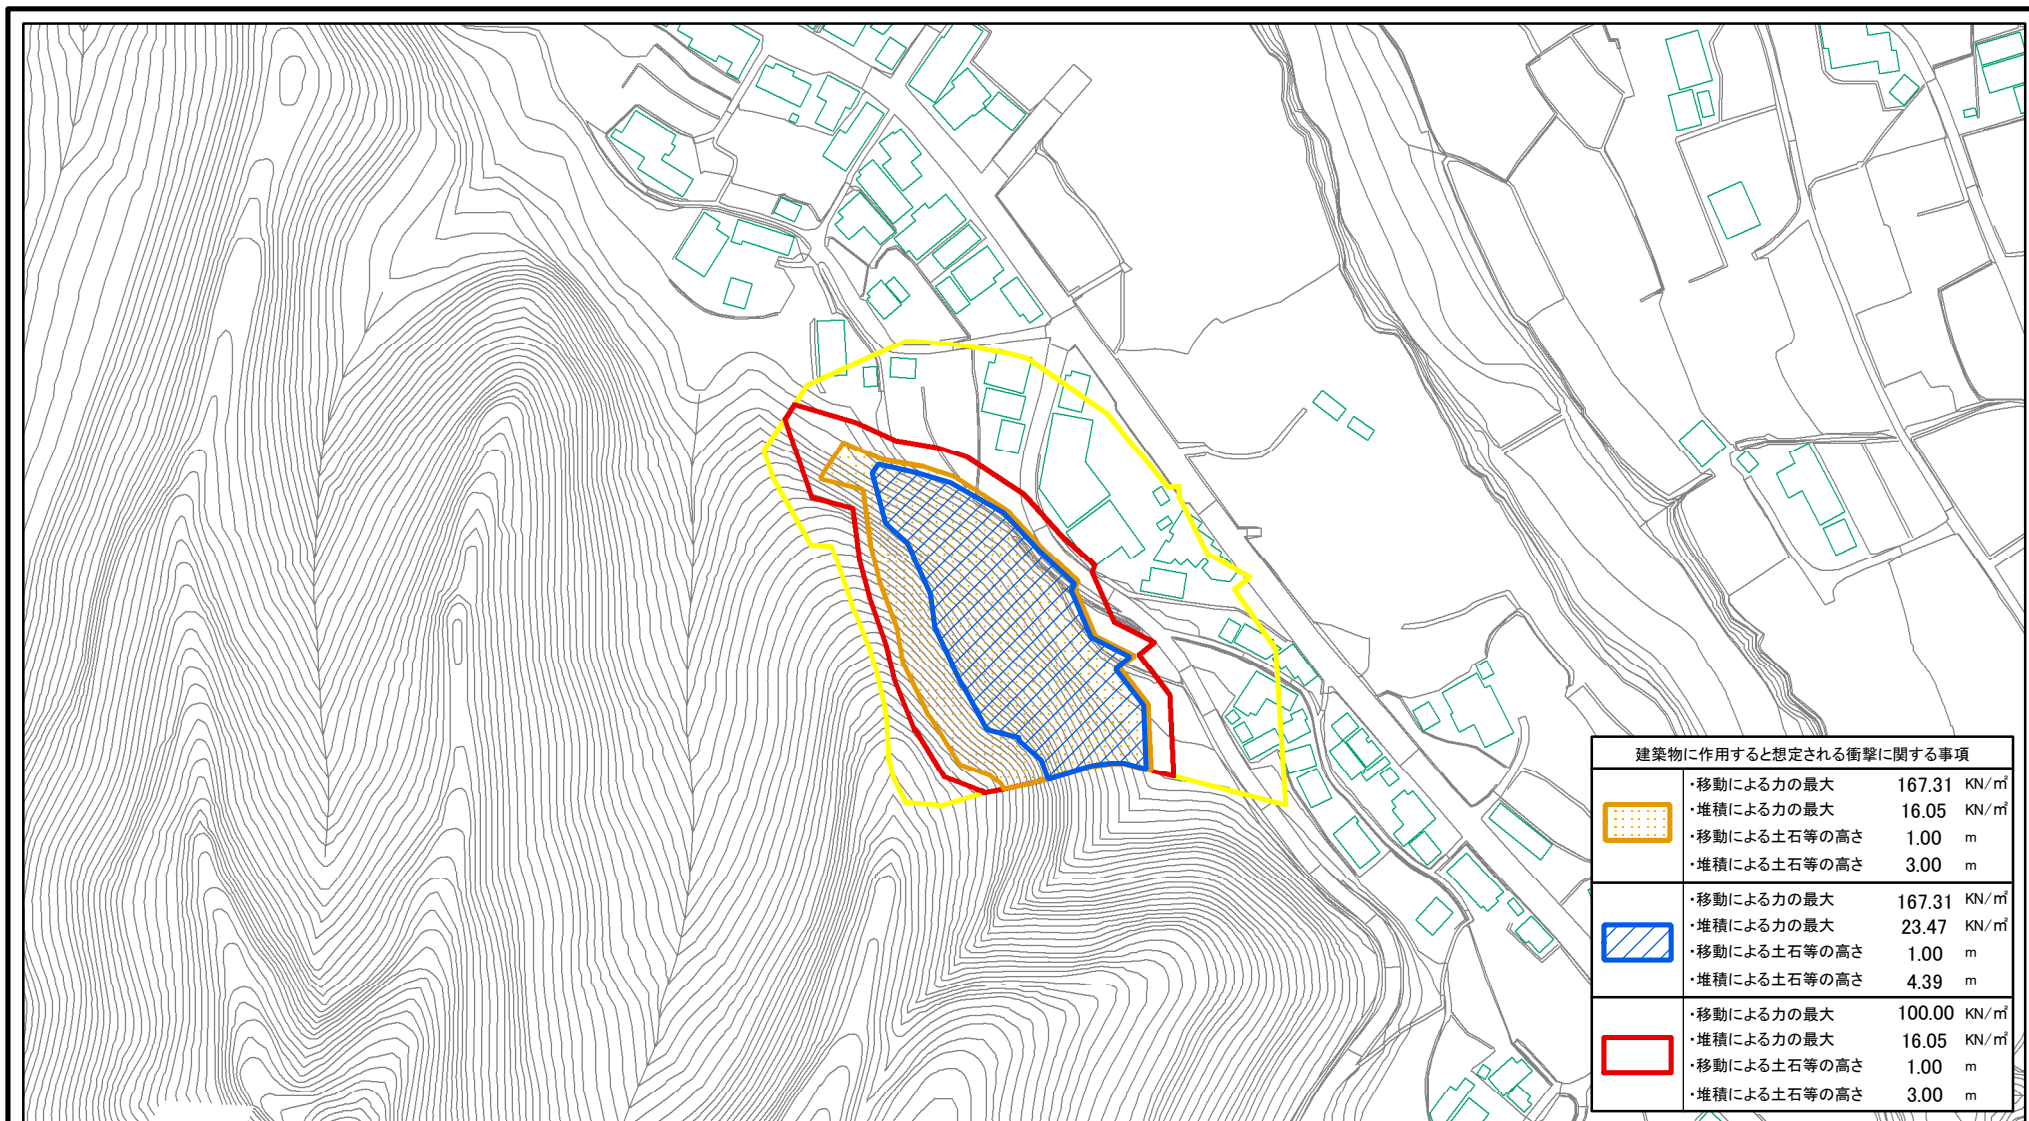 建築物に作用すると想定される衝撃に関する事項
・移動による力の最大 167.31 KN/㎡
・堆積による力の最大 16.05 KN/㎡
・移動による土石等の高さ 1.00 m
・堆積による土石等の高さ 3.00 m
・移動による力の最大 167.31 KN/㎡
・堆積による力の最大 23.47 KN/㎡
・移動による土石等の高さ 1.00 m
・堆積による土石等の高さ 4.39 m
・移動による力の最大 100.00 KN/㎡
・堆積による力の最大 16.05 KN/㎡
・移動による土石等の高さ 1.00 m
・堆積による土石等の高さ 3.00 m